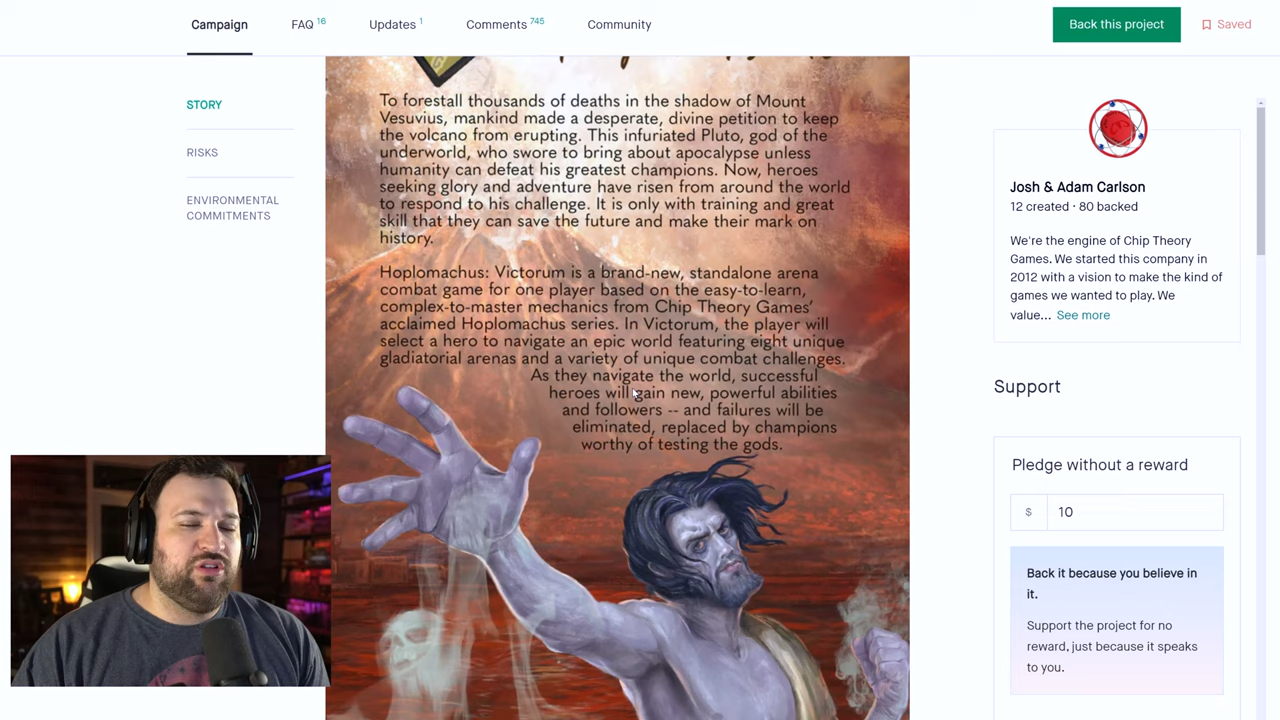 Campaign
FAQ 16
Updates 1
Comments 745
Community
Back this project
Saved
STORY
RISKS
ENVIRONMENTAL
COMMITMENTS
To forestall thousands of deaths in the shadow of Mount
Vesuvius, mankind made a desperate, divine petition to keep
the volcano from erupting. This infuriated Pluto, god of the
underworld, who swore to bring about apocalypse unless
humanity can defeat his greatest champions. Now, heroes
seeking glory and adventure have risen from around the world
to respond to his challenge. It is only with training and great
skill that they can save the future and make their mark on
history.
Hoplomachus: Victorum is a brand-new, standalone arena
combat game for one player based on the easy-to-learn,
complex-to-master mechanics from Chip Theory Games'
acclaimed Hoplomachus series. In Victorum, the player will
select a hero to navigate an epic world featuring eight unique
gladiatorial arenas and a variety of unique combat challenges.
As they navigate the world, successful
heroes will gain new, powerful abilities
and followers -- and failures will be
eliminated, replaced by champions
worthy of testing the gods.
Josh & Adam Carlson
12 created · 80 backed
We're the engine of Chip Theory
Games. We started this company in
2012 with a vision to make the kind of
games we wanted to play. We
value... See more
Support
Pledge without a reward
$ 10
Back it because you believe in
it.
Support the project for no
reward, just because it speaks
to you.